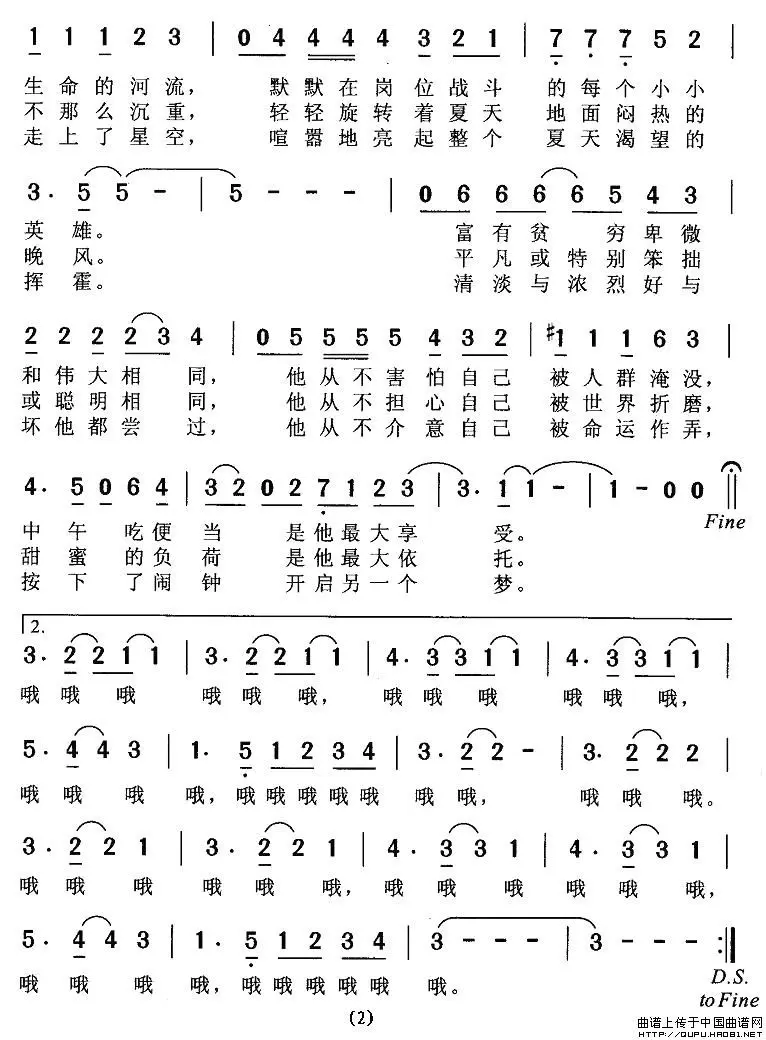 1 1 1 2 3 | 0 4 4 4 4 3 2 1 | 7 7 7 5 2 |
生命的河流， 默默在岗位战斗 的每个小小
不那么沉重， 轻轻旋转着夏天 地面闷热的
走上了星空， 喧嚣地亮起整个 夏天渴望的
3 · 5 5 - | 5 - - - | 0 6 6 6 6 5 4 3 |
英雄。 富有贫 穷卑微
晚风。 平凡或特别笨拙
挥霍。 清淡与浓烈好与
2 2 2 2 3 4 | 0 5 5 5 5 4 3 2 | #1 1 1 6 3 |
和伟大相 同， 他从不害怕自己 被人群淹没，
或聪明相 同， 他从不担心自己 被世界折磨，
坏他都尝 过， 他从不介意自己 被命运作弄，
4 · 5 0 6 4 | 3 2 0 2 7 1 2 3 | 3 · 1 1 - | 1 - 0 0 ‖
Fine
中 午 吃便 当 是他最大享 受。
甜 蜜 的负 荷 是他最大依 托。
按 下 了闹 钟 开启另一个 梦。
2.
3 · 2 2 1 1 | 3 · 2 2 1 1 | 4 · 3 3 1 1 | 4 · 3 3 1 1 |
哦哦哦 哦哦 哦， 哦哦哦 哦哦哦，
5 · 4 4 3 | 1 · 5 1 2 3 4 | 3 · 2 2 - | 3 · 2 2 2 |
哦哦 哦 哦，哦哦哦哦哦 哦 哦， 哦哦 哦。
3 · 2 2 1 | 3 · 2 2 1 | 4 · 3 3 1 | 4 · 3 3 1 |
哦哦 哦 哦 哦 哦， 哦哦 哦 哦 哦 哦，
5 · 4 4 3 | 1 · 5 1 2 3 4 | 3 - - - | 3 - - - :‖
哦 哦 哦 哦，哦哦哦哦哦 哦。
D.S.
to Fine
(2)
曲谱上传于中国曲谱网
HTTP://QUPU.HAO81.NET